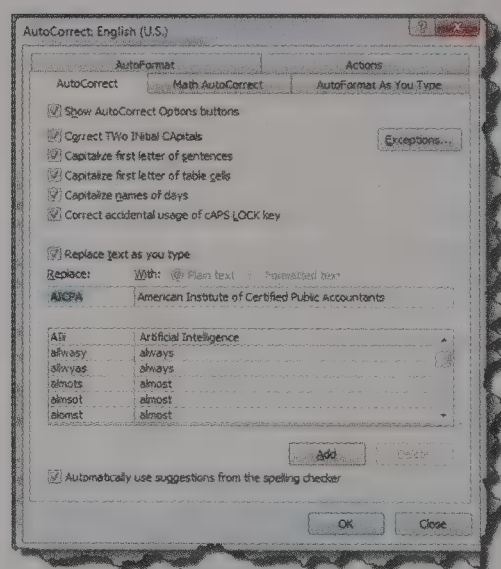 AutoCorrect: English (U.S.)
AutoFormat Actions
AutoCorrect Math AutoCorrect AutoFormat As You Type
Show AutoCorrect Options buttons
Correct TWo INitial CApitals
Exceptions...
Capitalize first letter of sentences
Capitalize first letter of table cells
Capitalize names of days
Correct accidental usage of cAPS LOCK key
Replace text as you type
Replace: With: Plain text Formatted text
AICPA American Institute of Certified Public Accountants
Artificial Intelligence
allwasy always
allwyas always
almots almost
almsot almost
alomst almost
Add Delete
Automatically use suggestions from the spelling checker
OK Close